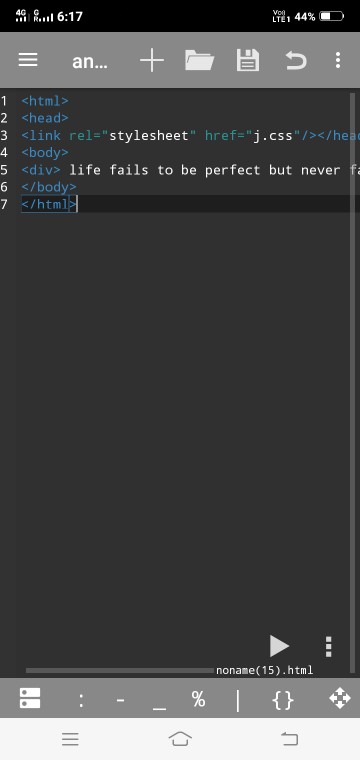 4G G 6:17 Vo) LTE1 44%
an...
1 <html>
2 <head>
3 <link rel="stylesheet" href="j.css"/></hea
4 <body>
5 <div> life fails to be perfect but never fa
6 </body>
7 </html>
noname(15).html
: - _ % | {}